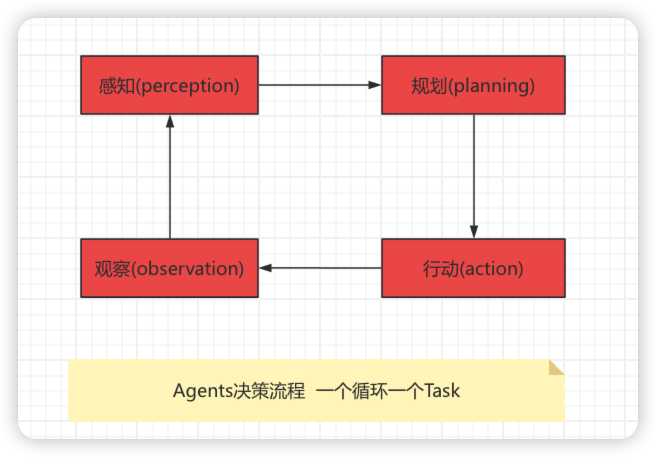 感知(perception)
规划(planning)
观察(observation)
行动(action)
Agents决策流程 一个循环一个Task